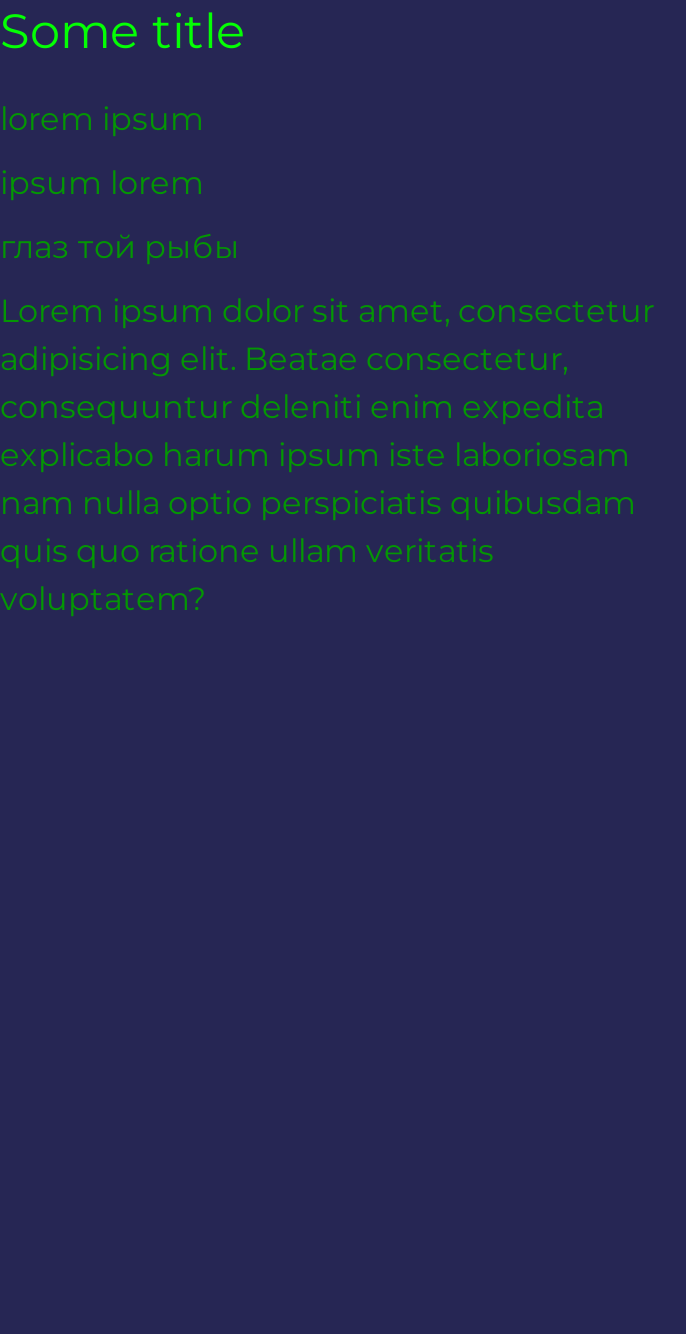 Some title
lorem ipsum
ipsum lorem
глаз той рыбы
Lorem ipsum dolor sit amet, consectetur
adipisicing elit. Beatae consectetur,
consequuntur deleniti enim expedita
explicabo harum ipsum iste laboriosam
nam nulla optio perspiciatis quibusdam
quis quo ratione ullam veritatis
voluptatem?